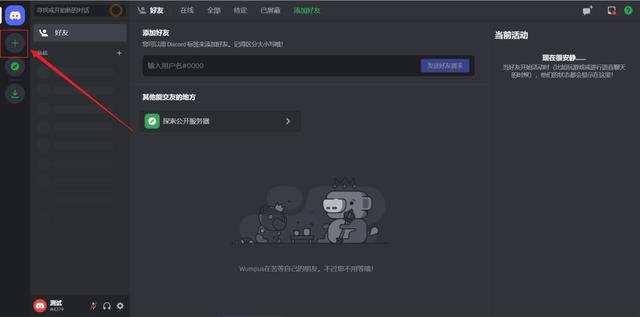 寻找或开始新的对话
好友
在线
全部
待定
已屏蔽
添加好友
好友
私信
添加好友
您可以用 Discord 标签来添加好友。记得区分大小写哦!
输入用户名#0000
发送好友请求
其他能交友的地方
探索公开服务器
Wumpus在苦等自己的朋友。不过您不用等喽!
当前活动
现在很安静......
当好友开始活动时(比如玩游戏或进行语音聊天
的时候),他们的状态都会显示在这里!
测试
#4379